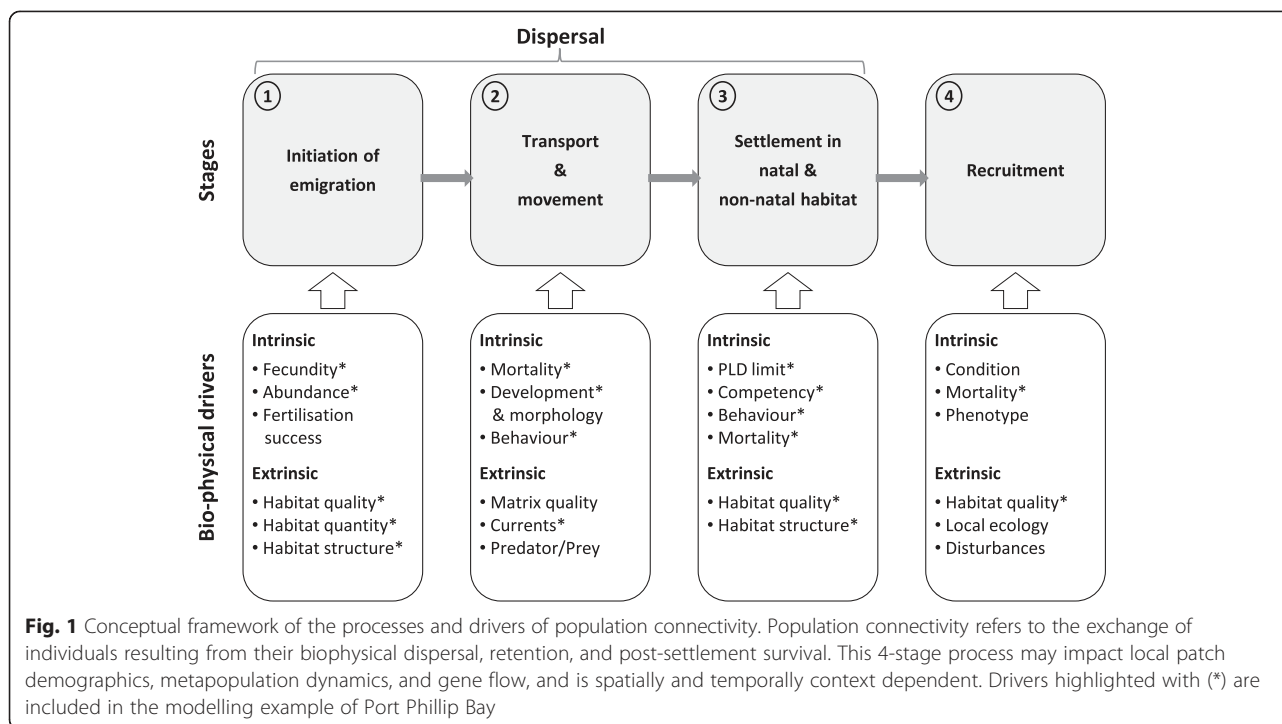 Dispersal
Stages
1
Initiation of
emigration
2
Transport
&
movement
3
Settlement in
natal &
non-natal habitat
4
Recruitment
Bio-physical drivers
Intrinsic
• Fecundity*
• Abundance*
• Fertilisation
success
Extrinsic
• Habitat quality*
• Habitat quantity*
• Habitat structure*
Intrinsic
• Mortality*
• Development*
& morphology
• Behaviour*
Extrinsic
• Matrix quality
• Currents*
• Predator/Prey
Intrinsic
• PLD limit*
• Competency*
• Behaviour*
• Mortality*
Extrinsic
• Habitat quality*
• Habitat structure*
Intrinsic
• Condition
• Mortality*
• Phenotype
Extrinsic
• Habitat quality*
• Local ecology
• Disturbances
Fig. 1 Conceptual framework of the processes and drivers of population connectivity. Population connectivity refers to the exchange of
individuals resulting from their biophysical dispersal, retention, and post-settlement survival. This 4-stage process may impact local patch
demographics, metapopulation dynamics, and gene flow, and is spatially and temporally context dependent. Drivers highlighted with (*) are
included in the modelling example of Port Phillip Bay